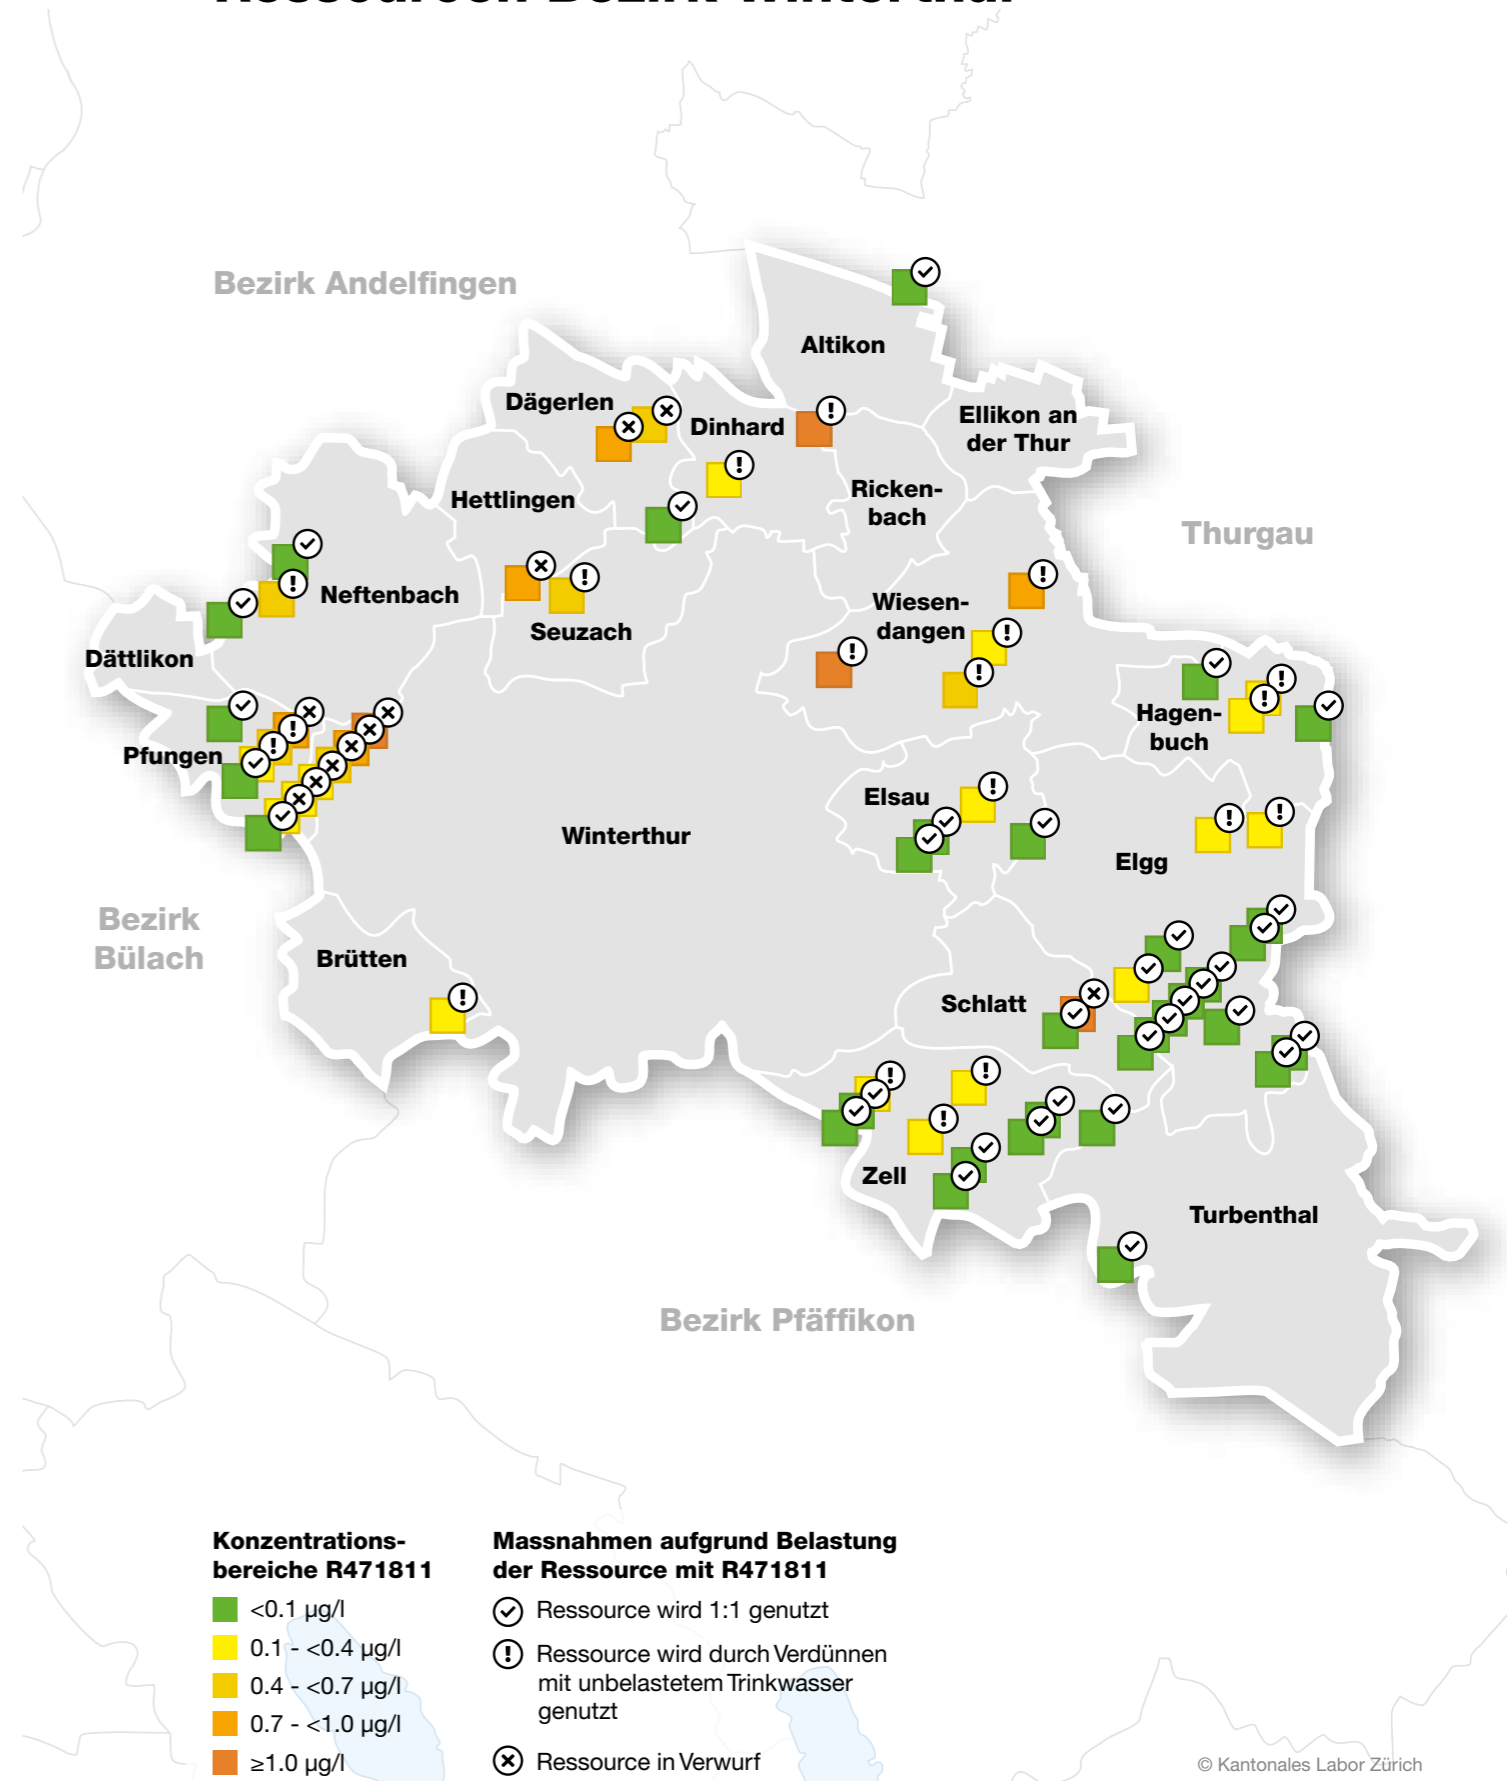 Ressourcen Bezirk Winterthur
Bezirk Andelfingen
Altikon
Dägerlen
Dinhard
Ellikon an
der Thur
Hettlingen
Ricken-
bach
Thurgau
Neftenbach
Wiesen-
dangen
Seuzach
Dättlikon
Hagen-
buch
Pfungen
Elsau
Winterthur
Elgg
Bezirk
Bülach
Brütten
Schlatt
Zell
Turbenthal
Bezirk Pfäffikon
Konzentrations-
bereiche R471811
<0.1 µg/l
0.1 - <0.4 µg/l
0.4 - <0.7 µg/l
0.7 - <1.0 µg/l
≥1.0 µg/l
Massnahmen aufgrund Belastung
der Ressource mit R471811
Ressource wird 1:1 genutzt
Ressource wird durch Verdünnen
mit unbelastetem Trinkwasser
genutzt
Ressource in Verwurf
© Kantonales Labor Zürich